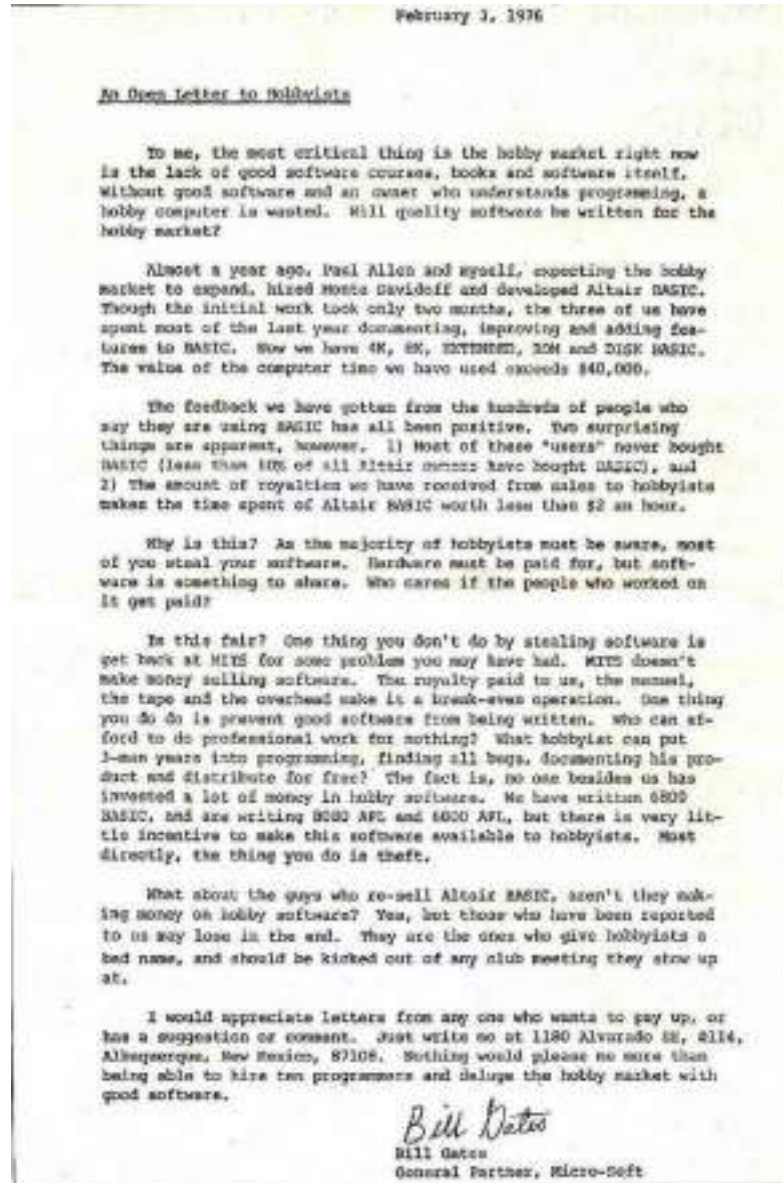 February 3, 1976
An Open Letter to Hobbyists
To me, the most critical thing in the hobby market right now
is the lack of good software courses, books and software itself.
Without good software and an owner who understands programming, a
hobby computer is wasted. Will quality software be written for the
hobby market?
Almost a year ago, Paul Allen and myself, expecting the hobby
market to expand, hired Monte Davidoff and developed Altair BASIC.
Though the initial work took only two months, the three of us have
spent most of the last year documenting, improving and adding fea-
tures to BASIC. Now we have 4K, 8K, EXTENDED, ROM and DISK BASIC.
The value of the computer time we have used exceeds $40,000.
The feedback we have gotten from the hundreds of people who
say they are using BASIC has all been positive. Two surprising
things are apparent, however. 1) Most of these "users" never bought
BASIC (less than 10% of all Altair owners have bought BASIC), and
2) The amount of royalties we have received from sales to hobbyists
makes the time spent of Altair BASIC worth less than $2 an hour.
Why is this? As the majority of hobbyists must be aware, most
of you steal your software. Hardware must be paid for, but soft-
ware is something to share. Who cares if the people who worked on
it get paid?
Is this fair? One thing you don't do by stealing software is
get back at MITS for some problem you may have had. MITS doesn't
make money selling software. The royalty paid to us, the manual,
the tape and the overhead make it a break-even operation. One thing
you do do is prevent good software from being written. Who can af-
ford to do professional work for nothing? What hobbyist can put
3-man years into programming, finding all bugs, documenting his pro-
duct and distribute for free? The fact is, no one besides us has
invested a lot of money in hobby software. We have written 6800
BASIC, and are writing 8080 APL and 6800 APL, but there is very lit-
tle incentive to make this software available to hobbyists. Most
directly, the thing you do is theft.
What about the guys who re-sell Altair BASIC, aren't they mak-
ing money on hobby software? Yes, but those who have been reported
to us may lose in the end. They are the ones who give hobbyists a
bad name, and should be kicked out of any club meeting they show up
at.
I would appreciate letters from any one who wants to pay up, or
has a suggestion or comment. Just write me at 1180 Alvarado SE, #114,
Albuquerque, New Mexico, 87108. Nothing would please me more than
being able to hire ten programmers and deluge the hobby market with
good software.
Bill Gates
Bill Gates
General Partner, Micro-Soft